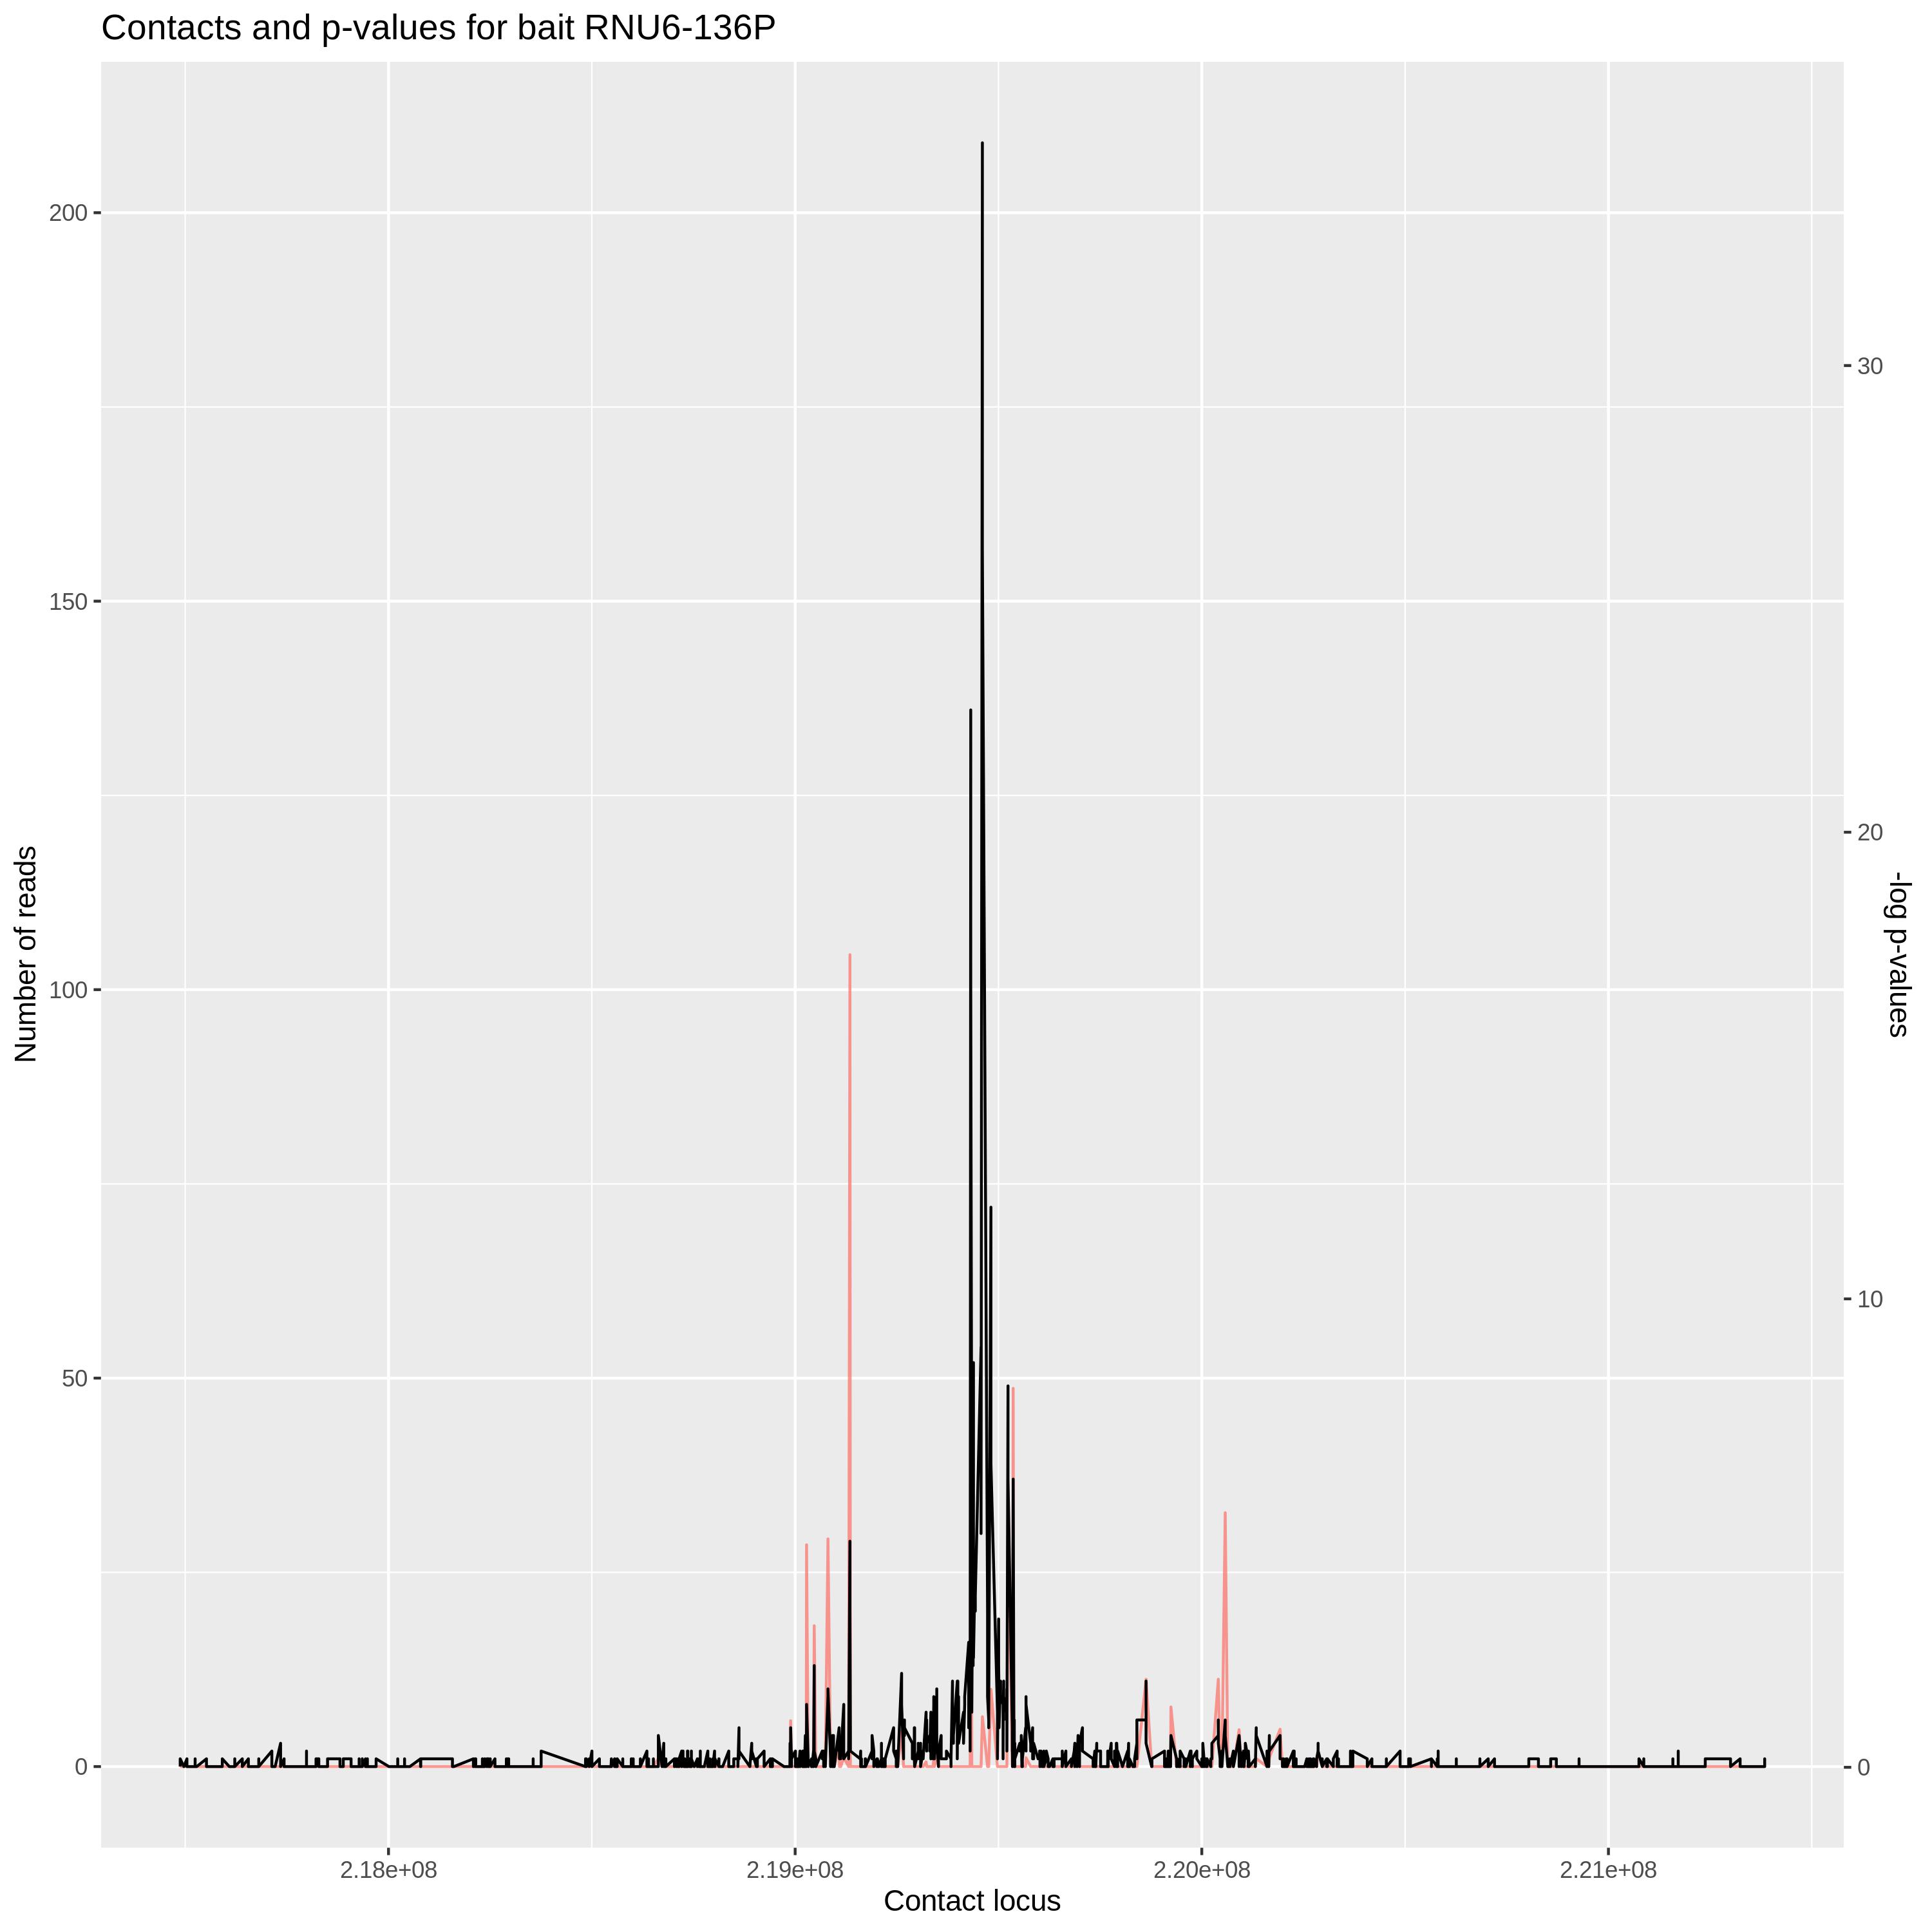 Contacts and p-values for bait RNU6-136P
200
150
100
50
0
Number of reads
30
20
10
0
-log p-values
2.18e+08
2.19e+08
2.20e+08
2.21e+08
Contact locus